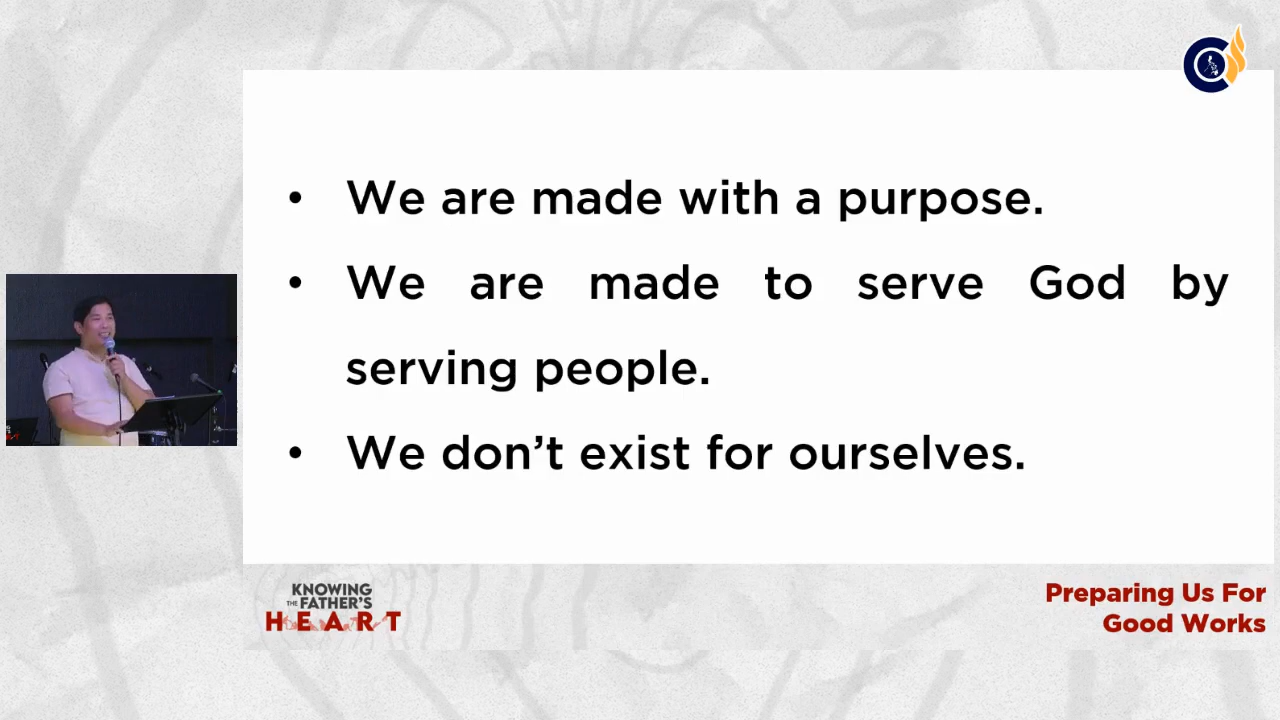 • We are made with a purpose.
• We are made to serve God by
serving people.
• We don't exist for ourselves.
KNOWING
THE FATHER'S
HEART
Preparing Us For
Good Works